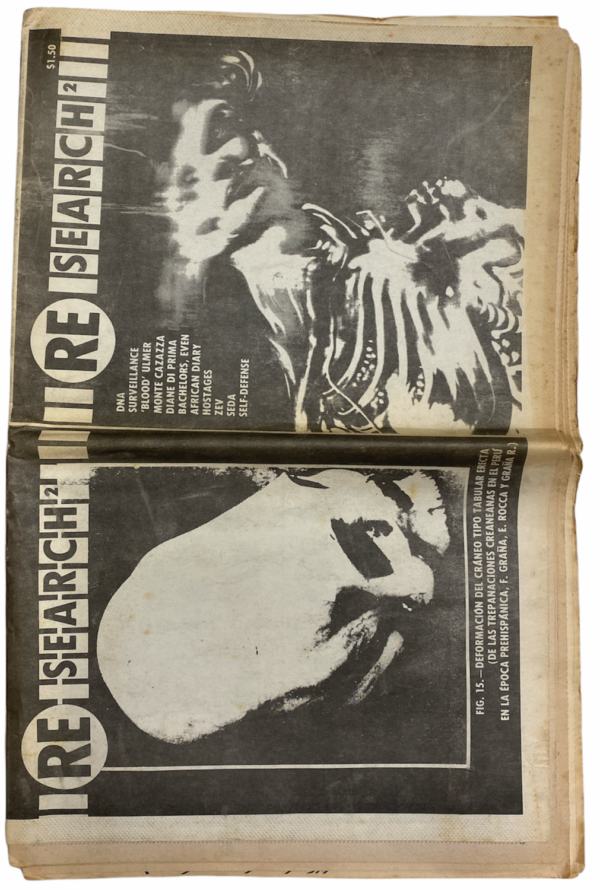 $1.50
RE SEARCH 2
DNA
SURVEILLANCE
'BLOOD' ULMER
MONTE CAZAZZA
DIANE DI PRIMA
BACHELORS, EVEN
AFRICAN DIARY
HOSTAGES
ZEV
SEDA
SELF-DEFENSE
RE SEARCH 2
FIG. 15.—DEFORMACIÓN DEL CRÁNEO TIPO TABULAR ERECTA
(DE LAS TREPANACIONES CREANEANAS EN EL PERÚ
EN LA ÉPOCA PREHISPÁNICA, F. GRAÑA, E. ROCCA Y GRAÑA R.)